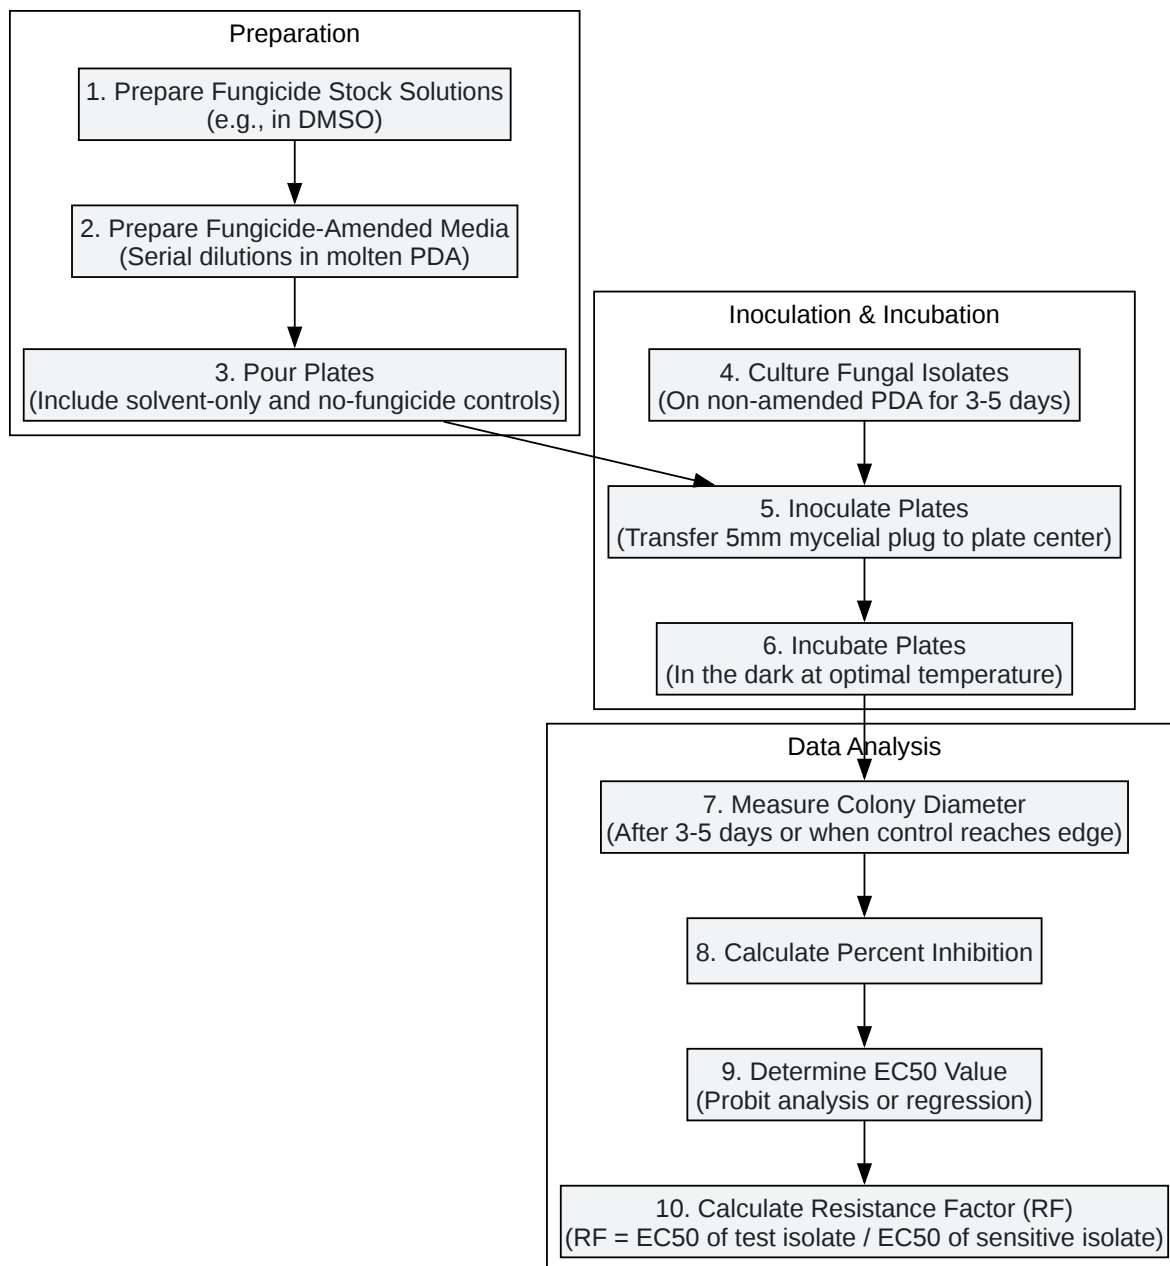 Preparation
1. Prepare Fungicide Stock Solutions
(e.g., in DMSO)
2. Prepare Fungicide-Amended Media
(Serial dilutions in molten PDA)
3. Pour Plates
(Include solvent-only and no-fungicide controls)
Inoculation & Incubation
4. Culture Fungal Isolates
(On non-amended PDA for 3-5 days)
5. Inoculate Plates
(Transfer 5mm mycelial plug to plate center)
6. Incubate Plates
(In the dark at optimal temperature)
Data Analysis
7. Measure Colony Diameter
(After 3-5 days or when control reaches edge)
8. Calculate Percent Inhibition
9. Determine EC50 Value
(Probit analysis or regression)
10. Calculate Resistance Factor (RF)
(RF = EC50 of test isolate / EC50 of sensitive isolate)